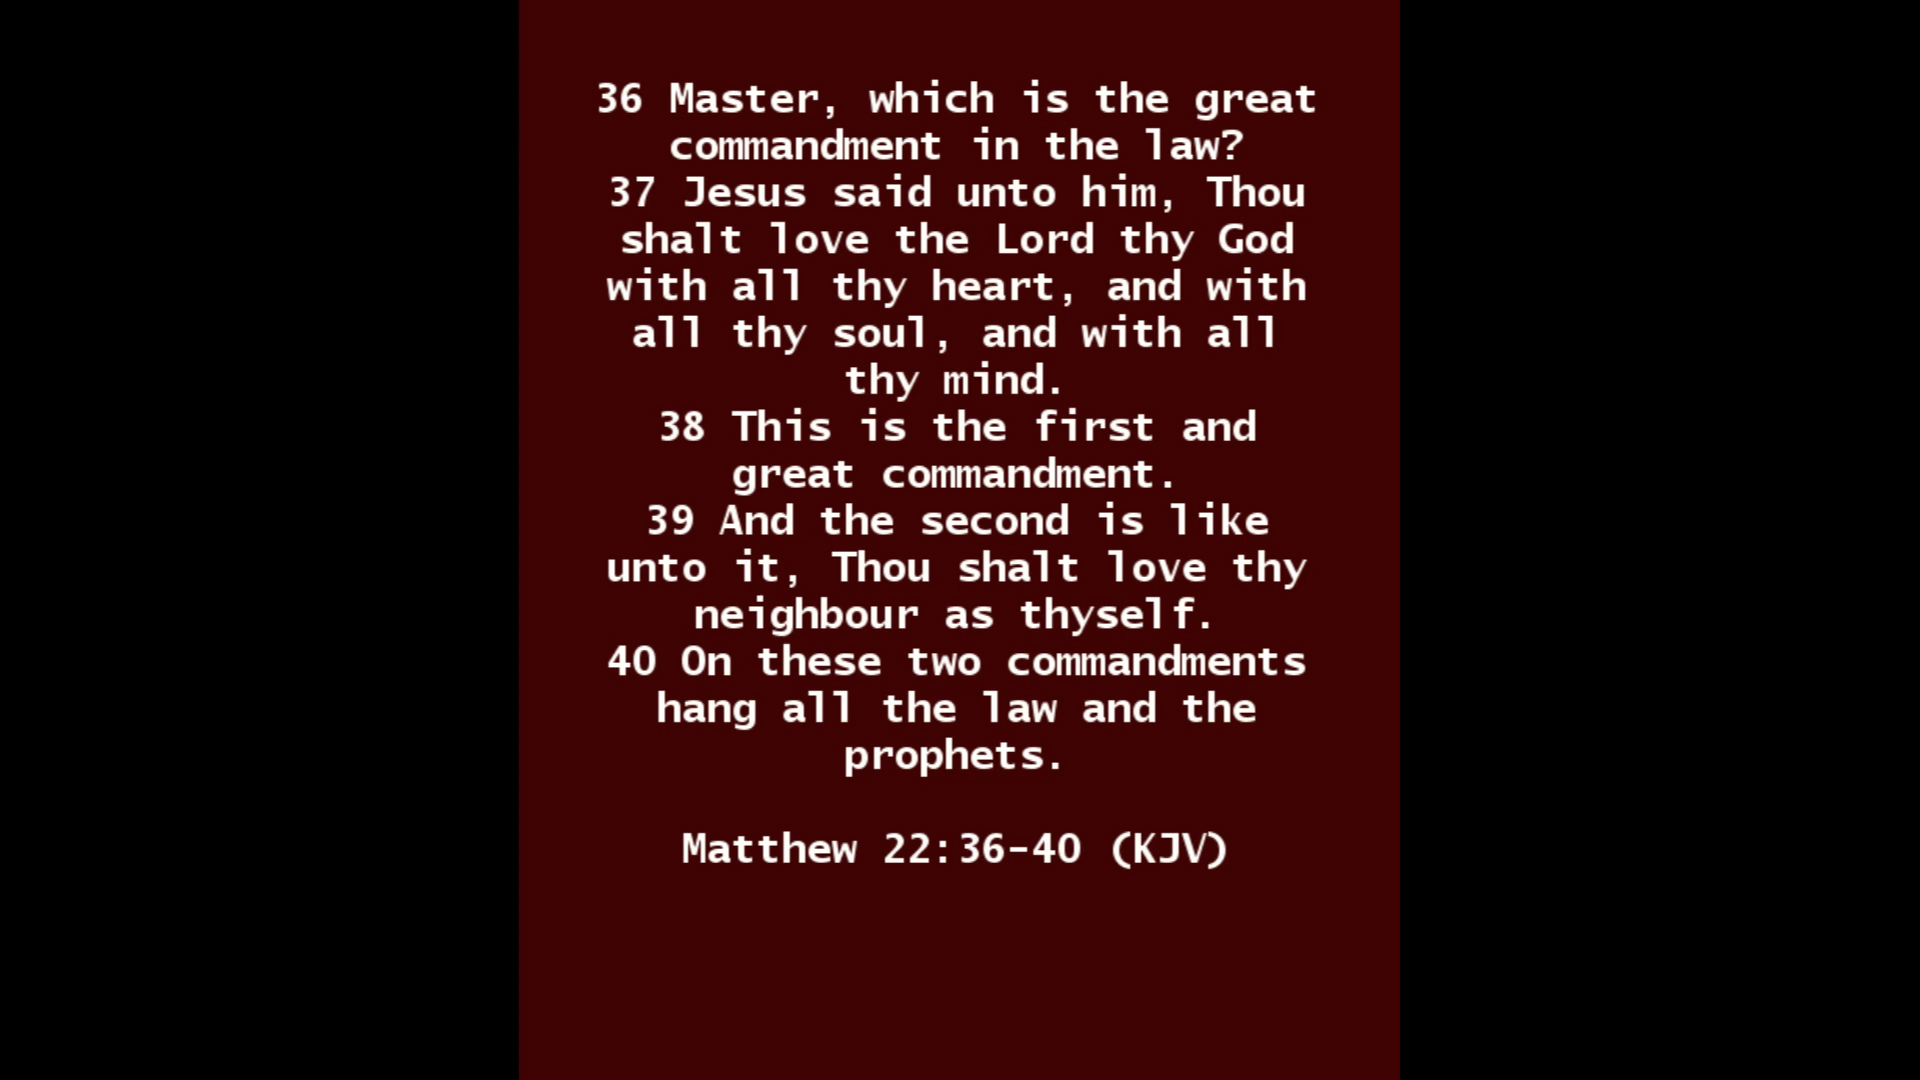 36 Master, which is the great
commandment in the law?
37 Jesus said unto him, Thou
shalt love the Lord thy God
with all thy heart, and with
all thy soul, and with all
thy mind.
38 This is the first and
great commandment.
39 And the second is like
unto it, Thou shalt love thy
neighbour as thyself.
40 On these two commandments
hang all the law and the
prophets.
Matthew 22:36-40 (KJV)